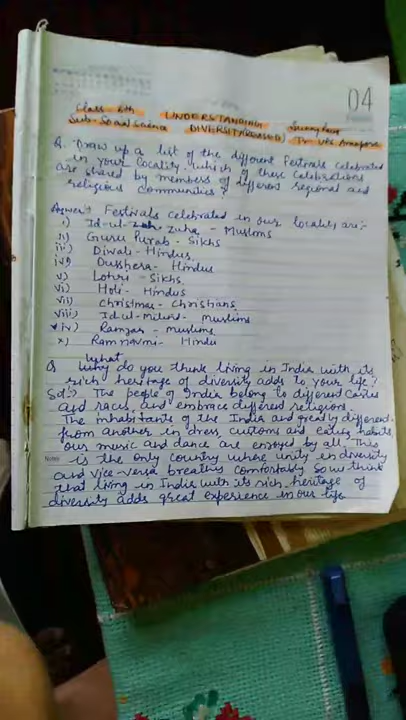 04
Class - 6th UNDERSTANDING
Sub- Social Science DIVERSITY
Q. Draw up a list of the different Festivals celebrated
in your locality. which of these celebrations
are shared by members of different regional and
religious communities?
Answer:- Festivals celebrated in our locality are:-
i) Id-ul-zuha - Muslims
ii) Guru Purab - Sikhs
iii) Diwali - Hindus
iv) Dusshera - Hindus
v) Lohri - Sikhs
vi) Holi - Hindus
vii) Christmas - Christians
viii) Id-ul-Milord - Muslims
iv) Ramzan - muslims
x) Ramnavmi - Hindu
What
Q Why do you think living in India with its
rich heritage of diversity adds to your life?
Sol:- The people of India belong to different castes
and races, and embrace different religions.
The inhabitants of the India and greatly different
from another in dress, customs and eating habits
our music and dance are enjoyed by all, This
is the only country where unity in diversity
and vice versa breaths comfortably. So we think
that living in India with its rich heritage of
diversity adds great experience in our life